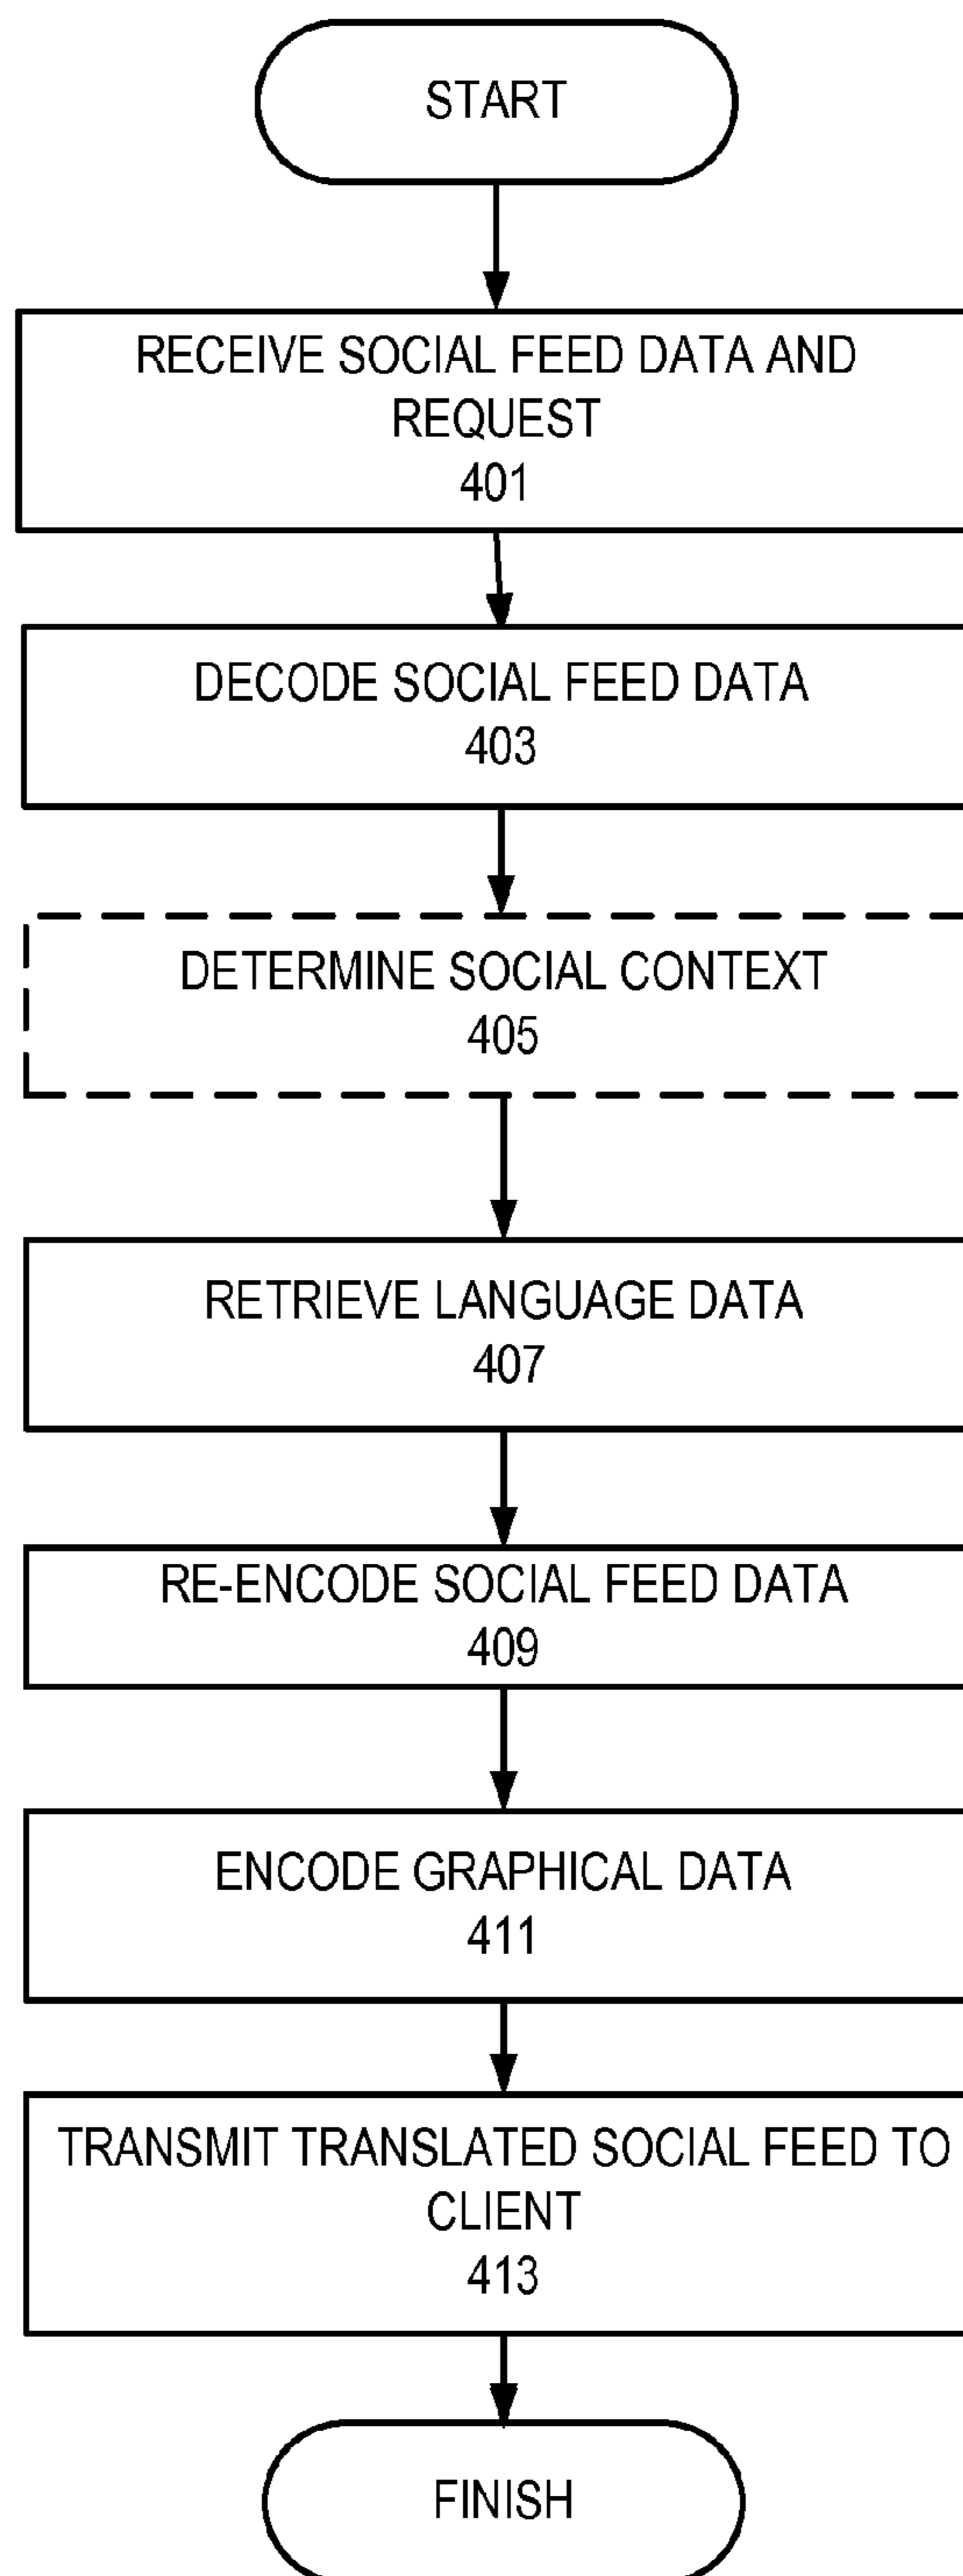 START
RECEIVE SOCIAL FEED DATA AND
REQUEST
401
DECODE SOCIAL FEED DATA
403
DETERMINE SOCIAL CONTEXT
405
RETRIEVE LANGUAGE DATA
407
RE-ENCODE SOCIAL FEED DATA
409
ENCODE GRAPHICAL DATA
411
TRANSMIT TRANSLATED SOCIAL FEED TO
CLIENT
413
FINISH